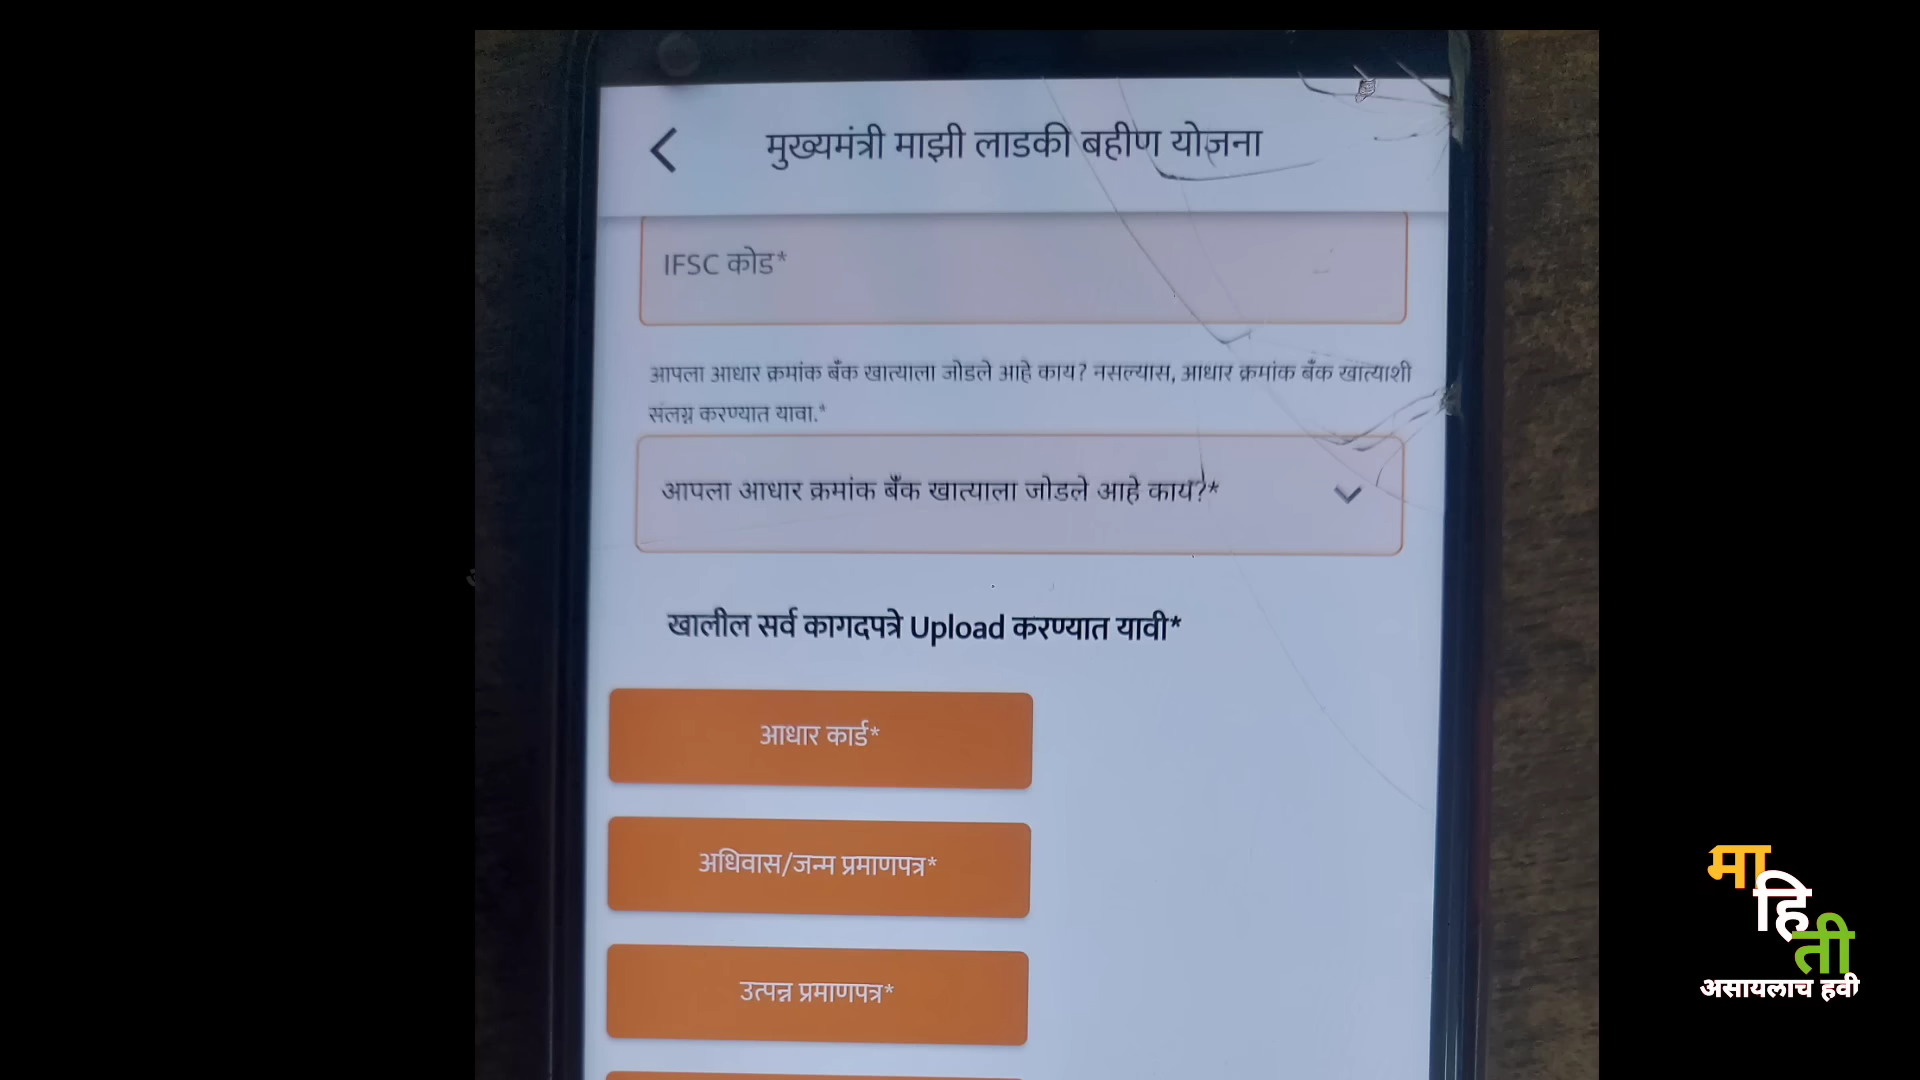 मुख्यमंत्री माझी लाडकी बहीण योजना
IFSC कोड*
आपला आधार क्रमांक बँक खात्याला जोडले आहे काय? नसल्यास, आधार क्रमांक बँक खात्याशी
संलग्न करण्यात यावा.*
आपला आधार क्रमांक बँक खात्याला जोडले आहे काय?*
खालील सर्व कागदपत्रे Upload करण्यात यावी*
आधार कार्ड*
अधिवास/जन्म प्रमाणपत्र*
उत्पन्न प्रमाणपत्र*
माहिती
असायलाच हवी